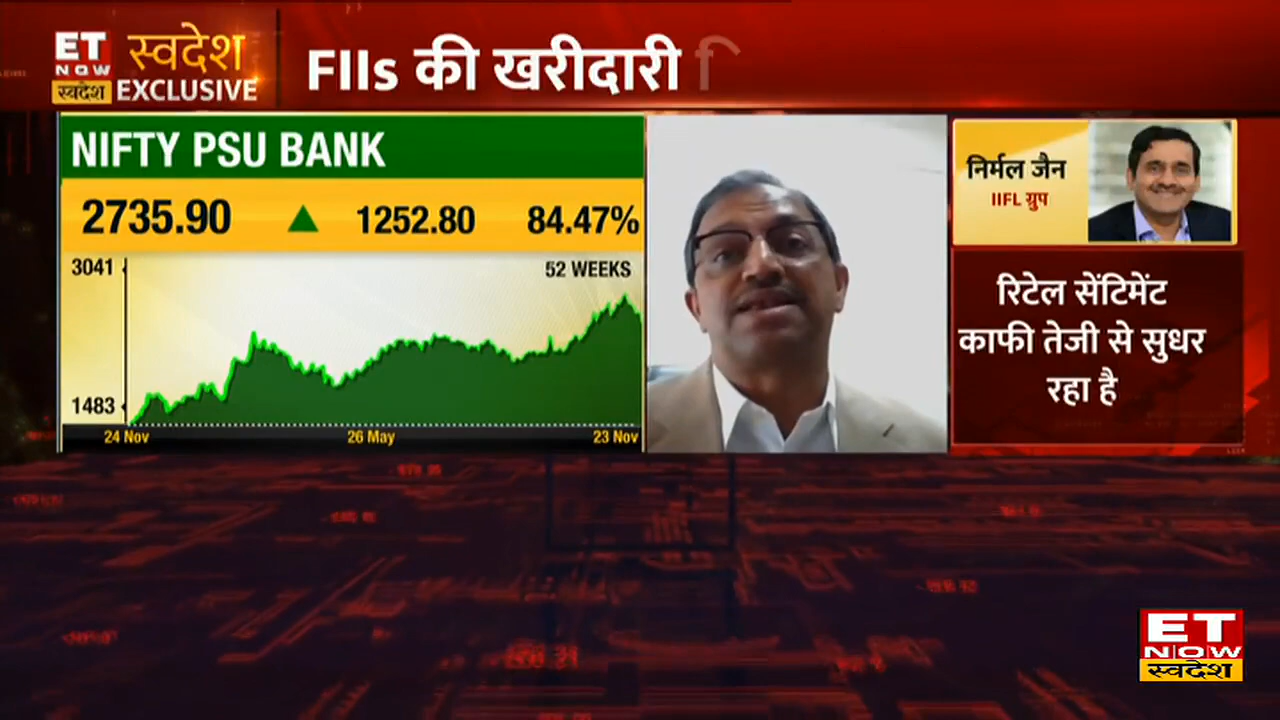 ET
NOW
स्वदेश
स्वदेश
EXCLUSIVE
FIIs की खरीदारी
NIFTY PSU BANK
2735.90 ▲ 1252.80 84.47%
3041
52 WEEKS
1483
24 Nov 26 May 23 Nov
निर्मल जैन
IIFL ग्रुप
रिटेल सेंटिमेंट
काफी तेजी से सुधर
रहा है
ET
NOW
स्वदेश